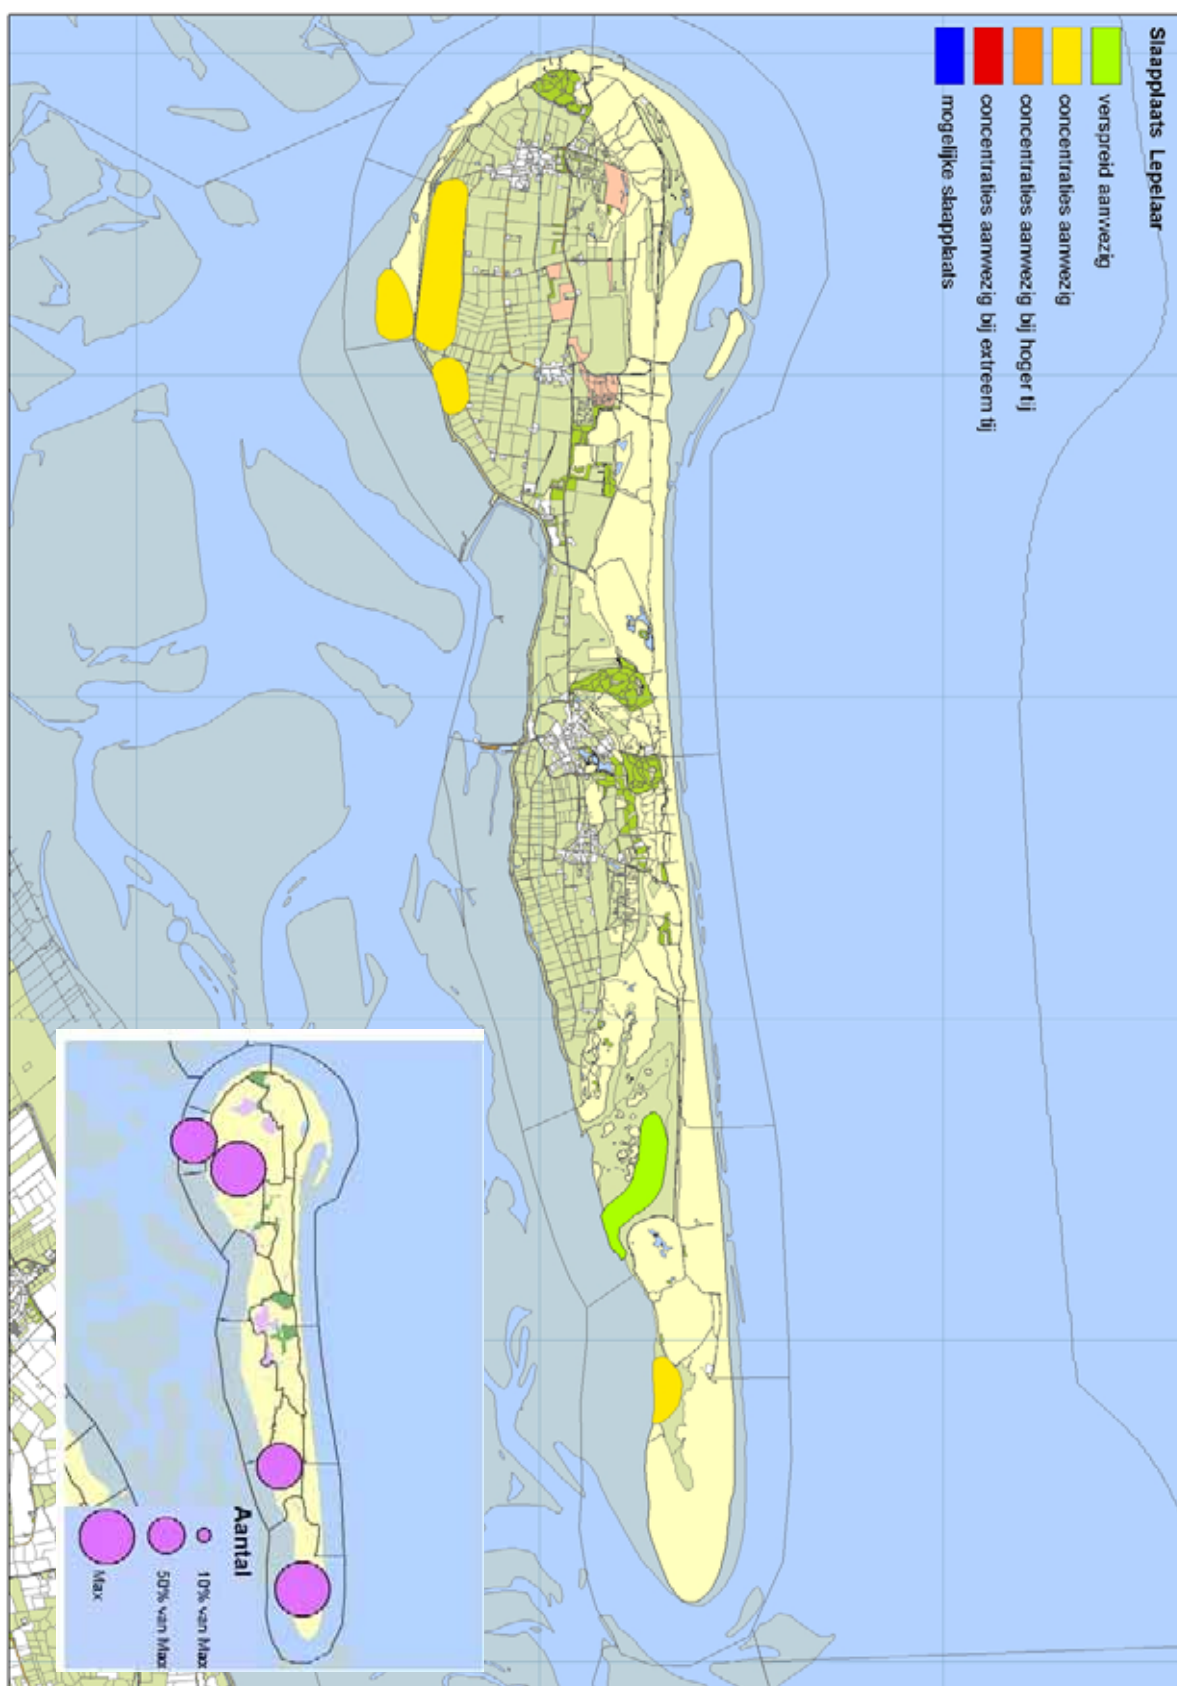 Slaapplaats Lepelaar
verspreid aanwezig
concentraties aanwezig
concentraties aanwezig bij hoger tij
concentraties aanwezig bij extreem tij
mogelijke slaapplaats
Aantal
10% van Max
50% van Max
Max